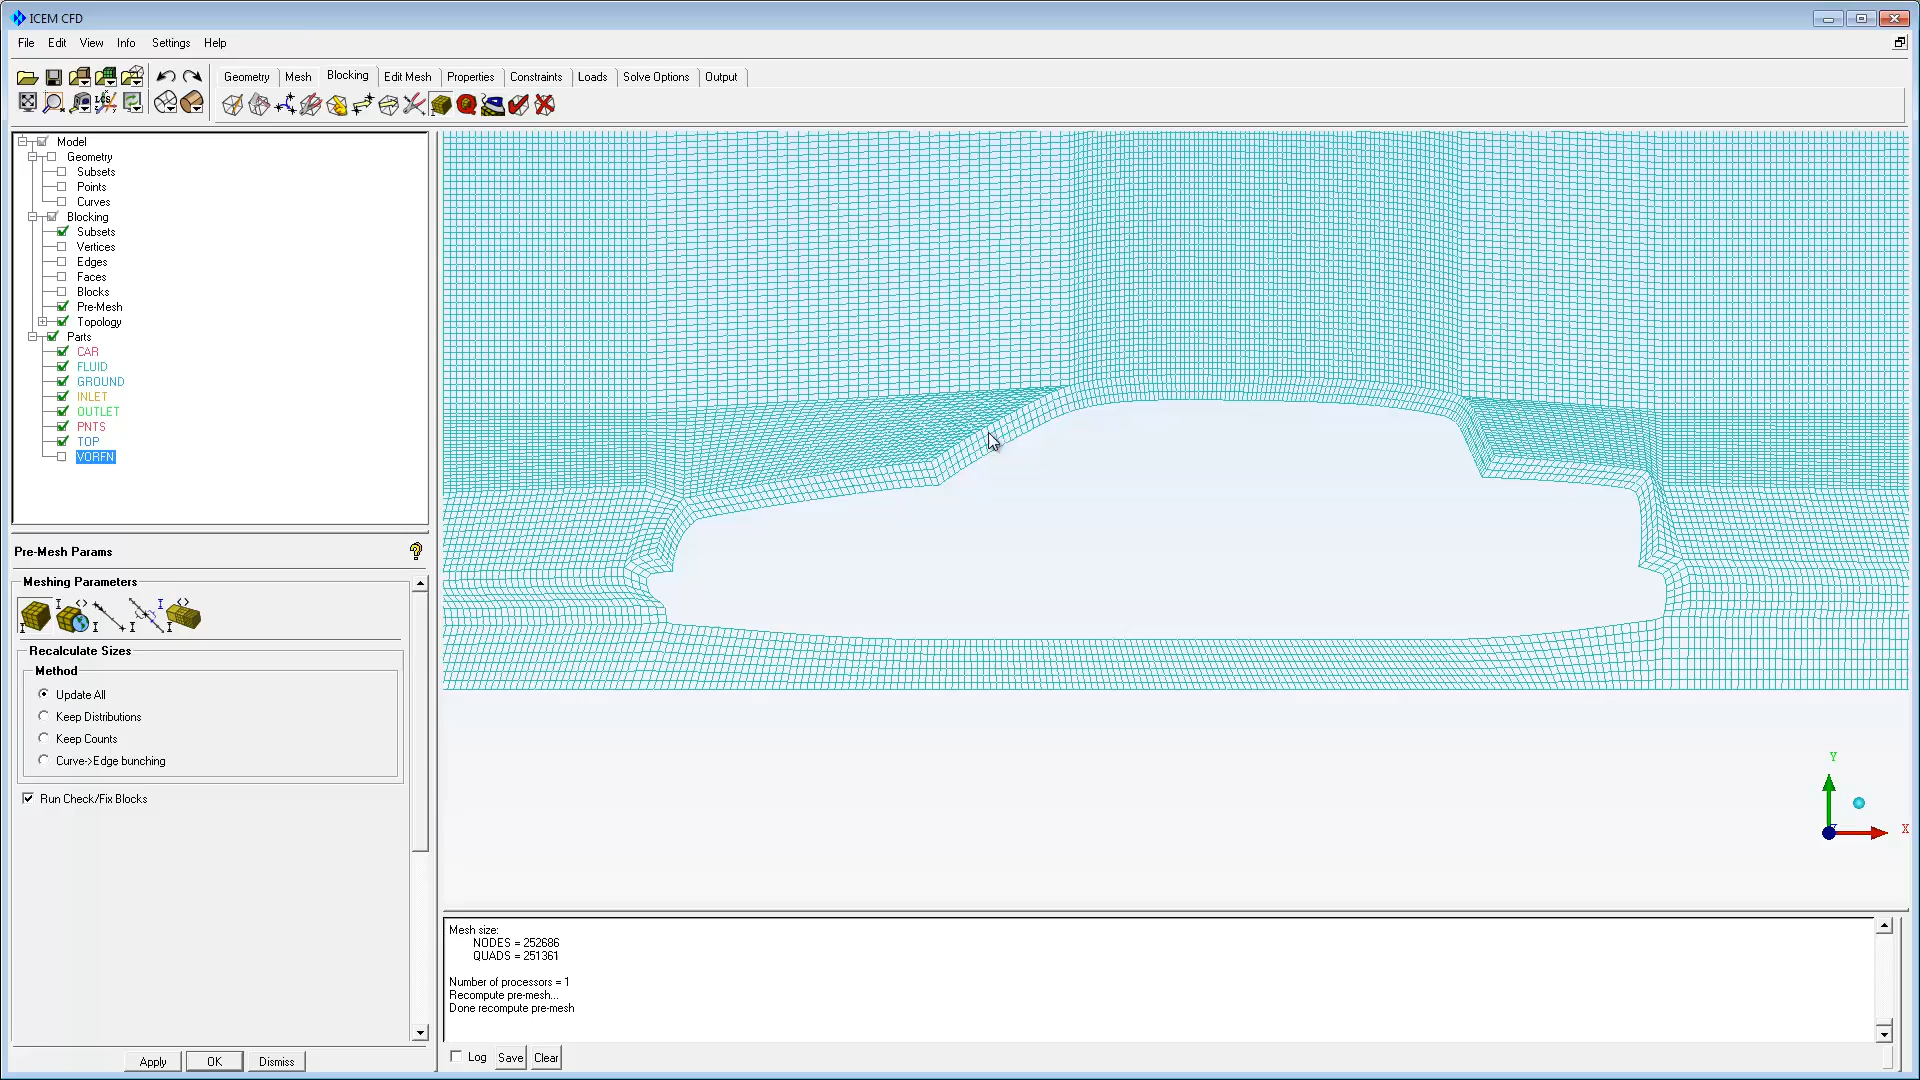 ICEM CFD
File Edit View Info Settings Help
Geometry Mesh Blocking Edit Mesh Properties Constraints Loads Solve Options Output
LCS
Model
Geometry
Subsets
Points
Curves
Blocking
Subsets
Vertices
Edges
Faces
Blocks
Pre-Mesh
Topology
Parts
CAR
FLUID
GROUND
INLET
OUTLET
PNTS
TOP
VORFN
Pre-Mesh Params
Meshing Parameters
Recalculate Sizes
Method
Update All
Keep Distributions
Keep Counts
Curve->Edge bunching
Run Check/Fix Blocks
Apply OK Dismiss
Y
X
Mesh size:
NODES = 252686
QUADS = 251361
Number of processors = 1
Recompute pre-mesh...
Done recompute pre-mesh
Log Save Clear